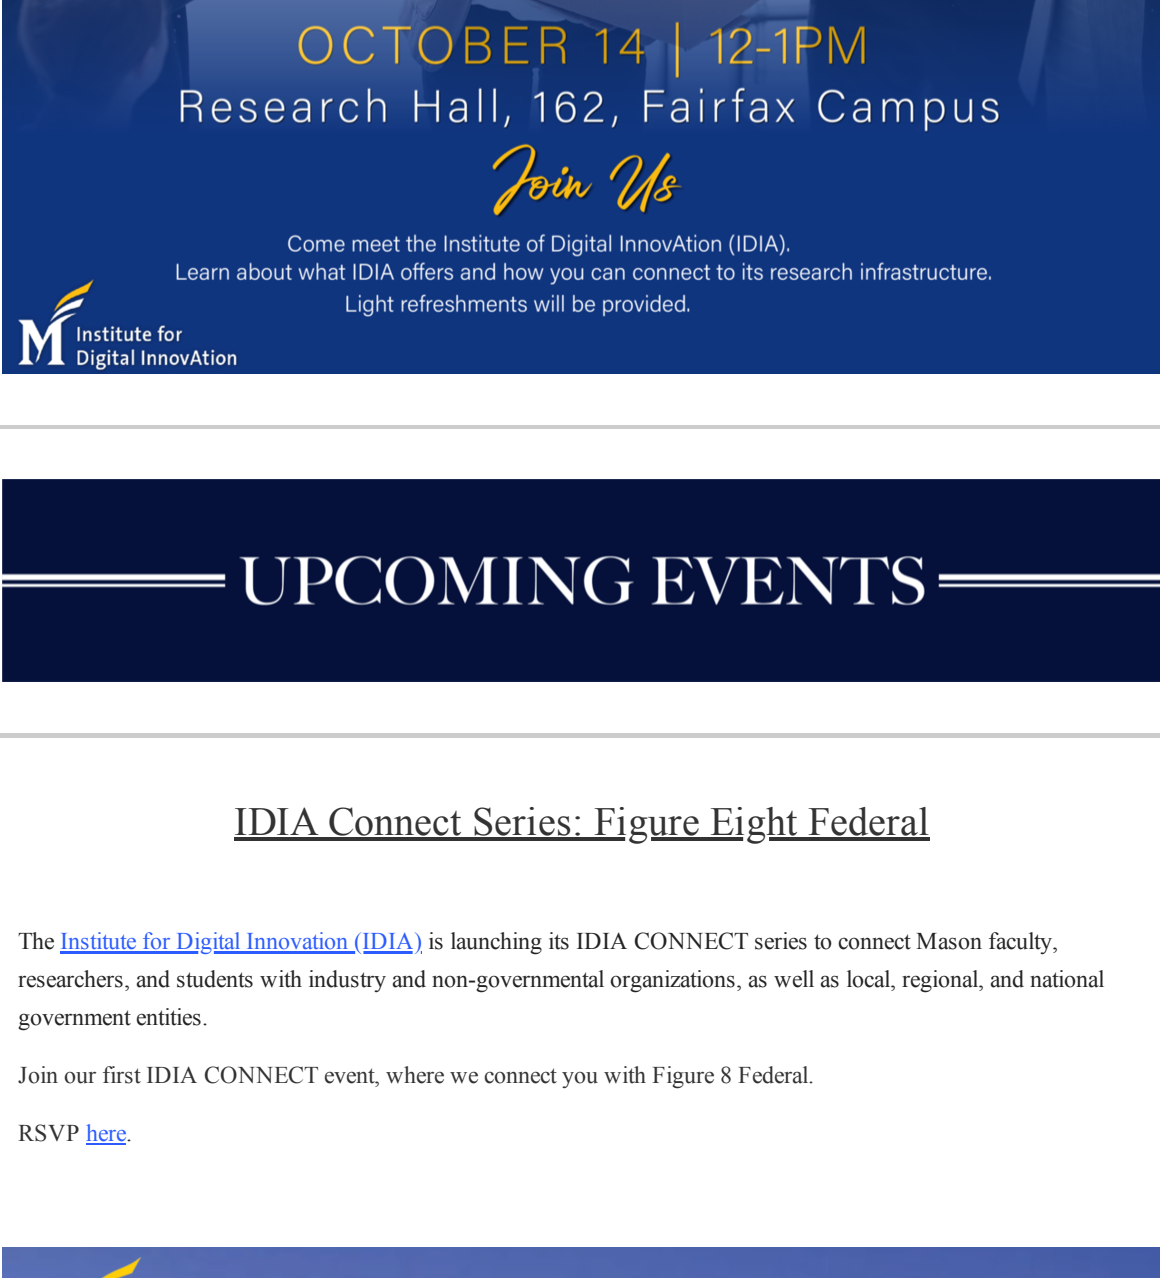 OCTOBER 14 | 12-1PM
Research Hall, 162, Fairfax Campus
Join Us
Come meet the Institute of Digital InnovAtion (IDIA).
Learn about what IDIA offers and how you can connect to its research infrastructure.
Light refreshments will be provided.
M Institute for
Digital InnovAtion
UPCOMING EVENTS
IDIA Connect Series: Figure Eight Federal
The Institute for Digital Innovation (IDIA) is launching its IDIA CONNECT series to connect Mason faculty,
researchers, and students with industry and non-governmental organizations, as well as local, regional, and national
government entities.
Join our first IDIA CONNECT event, where we connect you with Figure 8 Federal.
RSVP here.